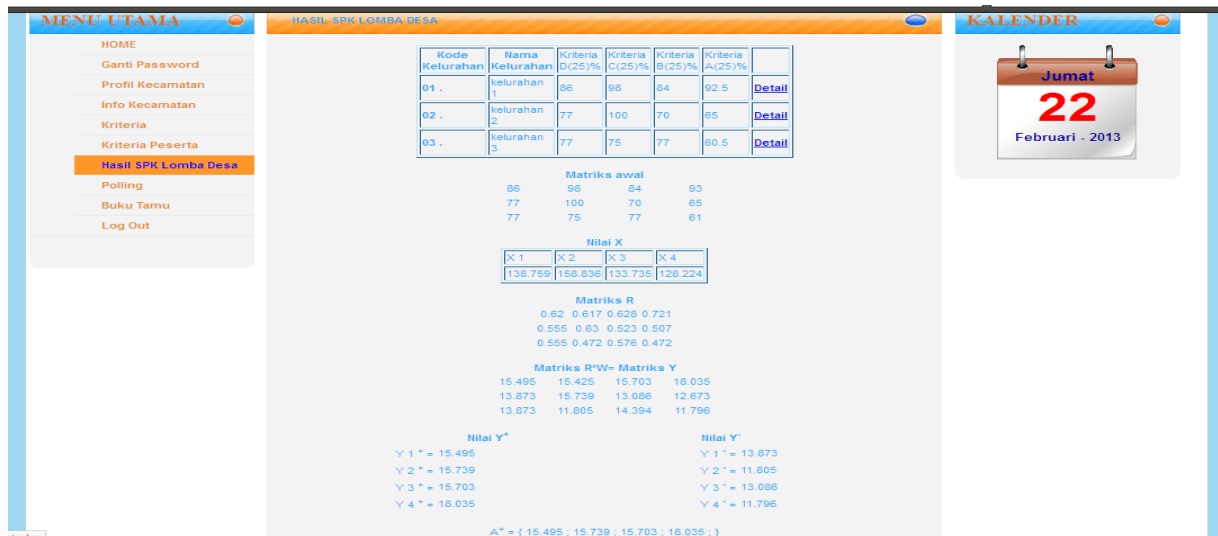 MENU UTAMA
HOME
Ganti Password
Profil Kecamatan
Info Kecamatan
Kriteria
Kriteria Peserta
Hasil SPK Lomba Desa
Polling
Buku Tamu
Log Out
HASIL SPK LOMBA DESA
Kode Kelurahan Nama Kelurahan Kriteria D(25)% Kriteria C(25)% Kriteria B(25)% Kriteria A(25)%
01 . kelurahan 1 86 98 84 92.5 Detail
02 . kelurahan 2 77 100 70 65 Detail
03 . kelurahan 3 77 75 77 60.5 Detail
Matriks awal
86 98 84 93
77 100 70 65
77 75 77 61
Nilai X
X 1 X 2 X 3 X 4
138.759 158.836 133.735 128.224
Matriks R
0.62 0.617 0.628 0.721
0.555 0.63 0.523 0.507
0.555 0.472 0.576 0.472
Matriks R*W= Matriks Y
15.495 15.425 15.703 18.035
13.873 15.739 13.086 12.673
13.873 11.805 14.394 11.796
Nilai Y+ Nilai Y-
Y 1 + = 15.495 Y 1 - = 13.873
Y 2 + = 15.739 Y 2 - = 11.805
Y 3 + = 15.703 Y 3 - = 13.086
Y 4 + = 18.035 Y 4 - = 11.796
A+ = { 15.495 ; 15.739 ; 15.703 ; 18.035 ; }
KALENDER
Jumat
22
Februari - 2013